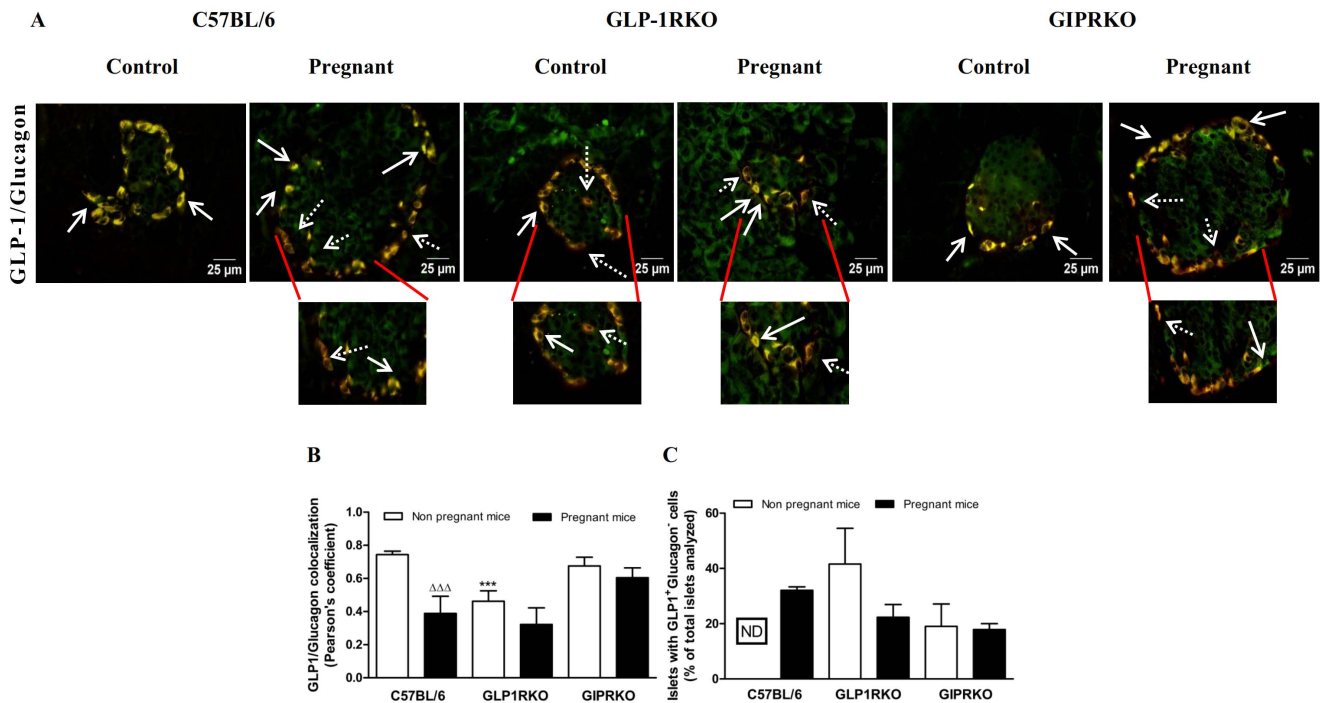 A
C57BL/6 GLP-1RKO GIPRKO
Control Pregnant Control Pregnant Control Pregnant
GLP-1/Glucagon
25 µm 25 µm 25 µm 25 µm 25 µm 25 µm
B
GLP1/Glucagon colocalization
(Pearson's coefficient)
Non pregnant mice Pregnant mice
1.0
0.8
0.6
0.4
0.2
0.0
ΔΔΔ ***
C57BL/6 GLP1RKO GIPRKO
C
Islets with GLP1⁺Glucagon⁻ cells
(% of total islets analyzed)
Non pregnant mice Pregnant mice
60
40
20
0
ND
C57BL/6 GLP1RKO GIPRKO